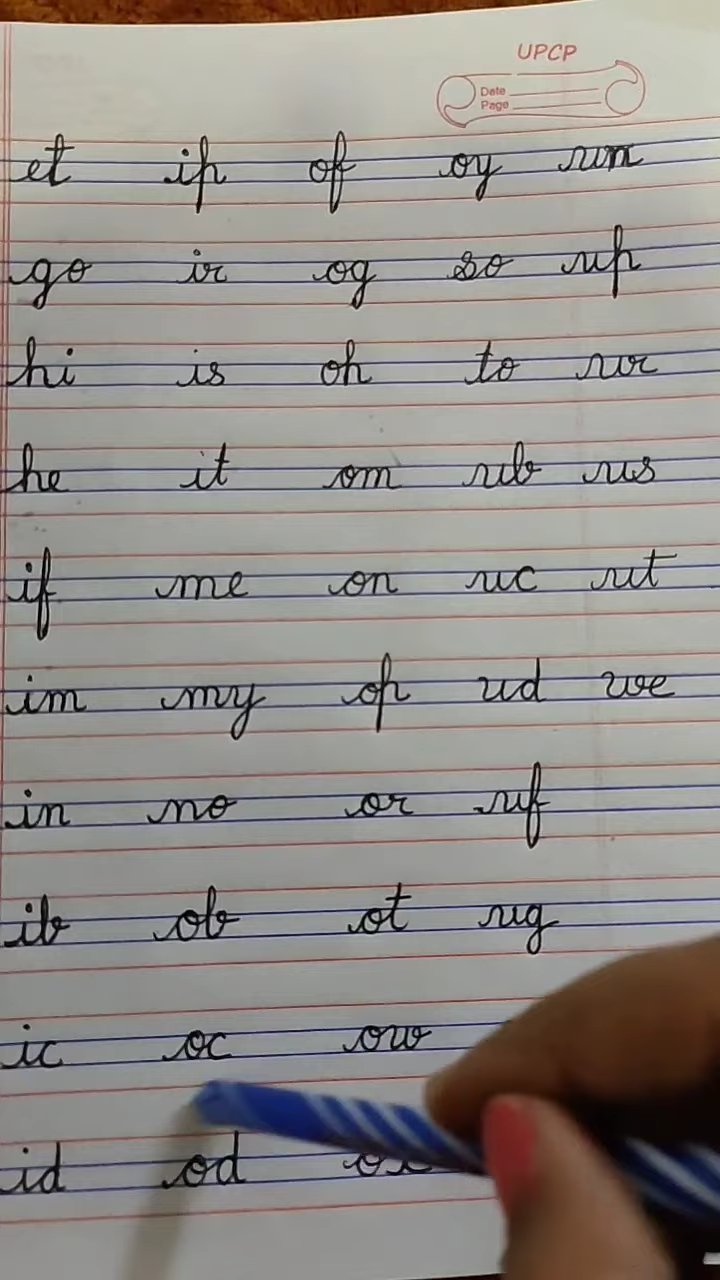 UPCP
Date
Page
et ip of oy um
go ir og so up
hi is oh to ur
he it om ub us
if me on uc ut
im my op ud we
in no or uf
ib ob ot ug
ic oc ow
id od